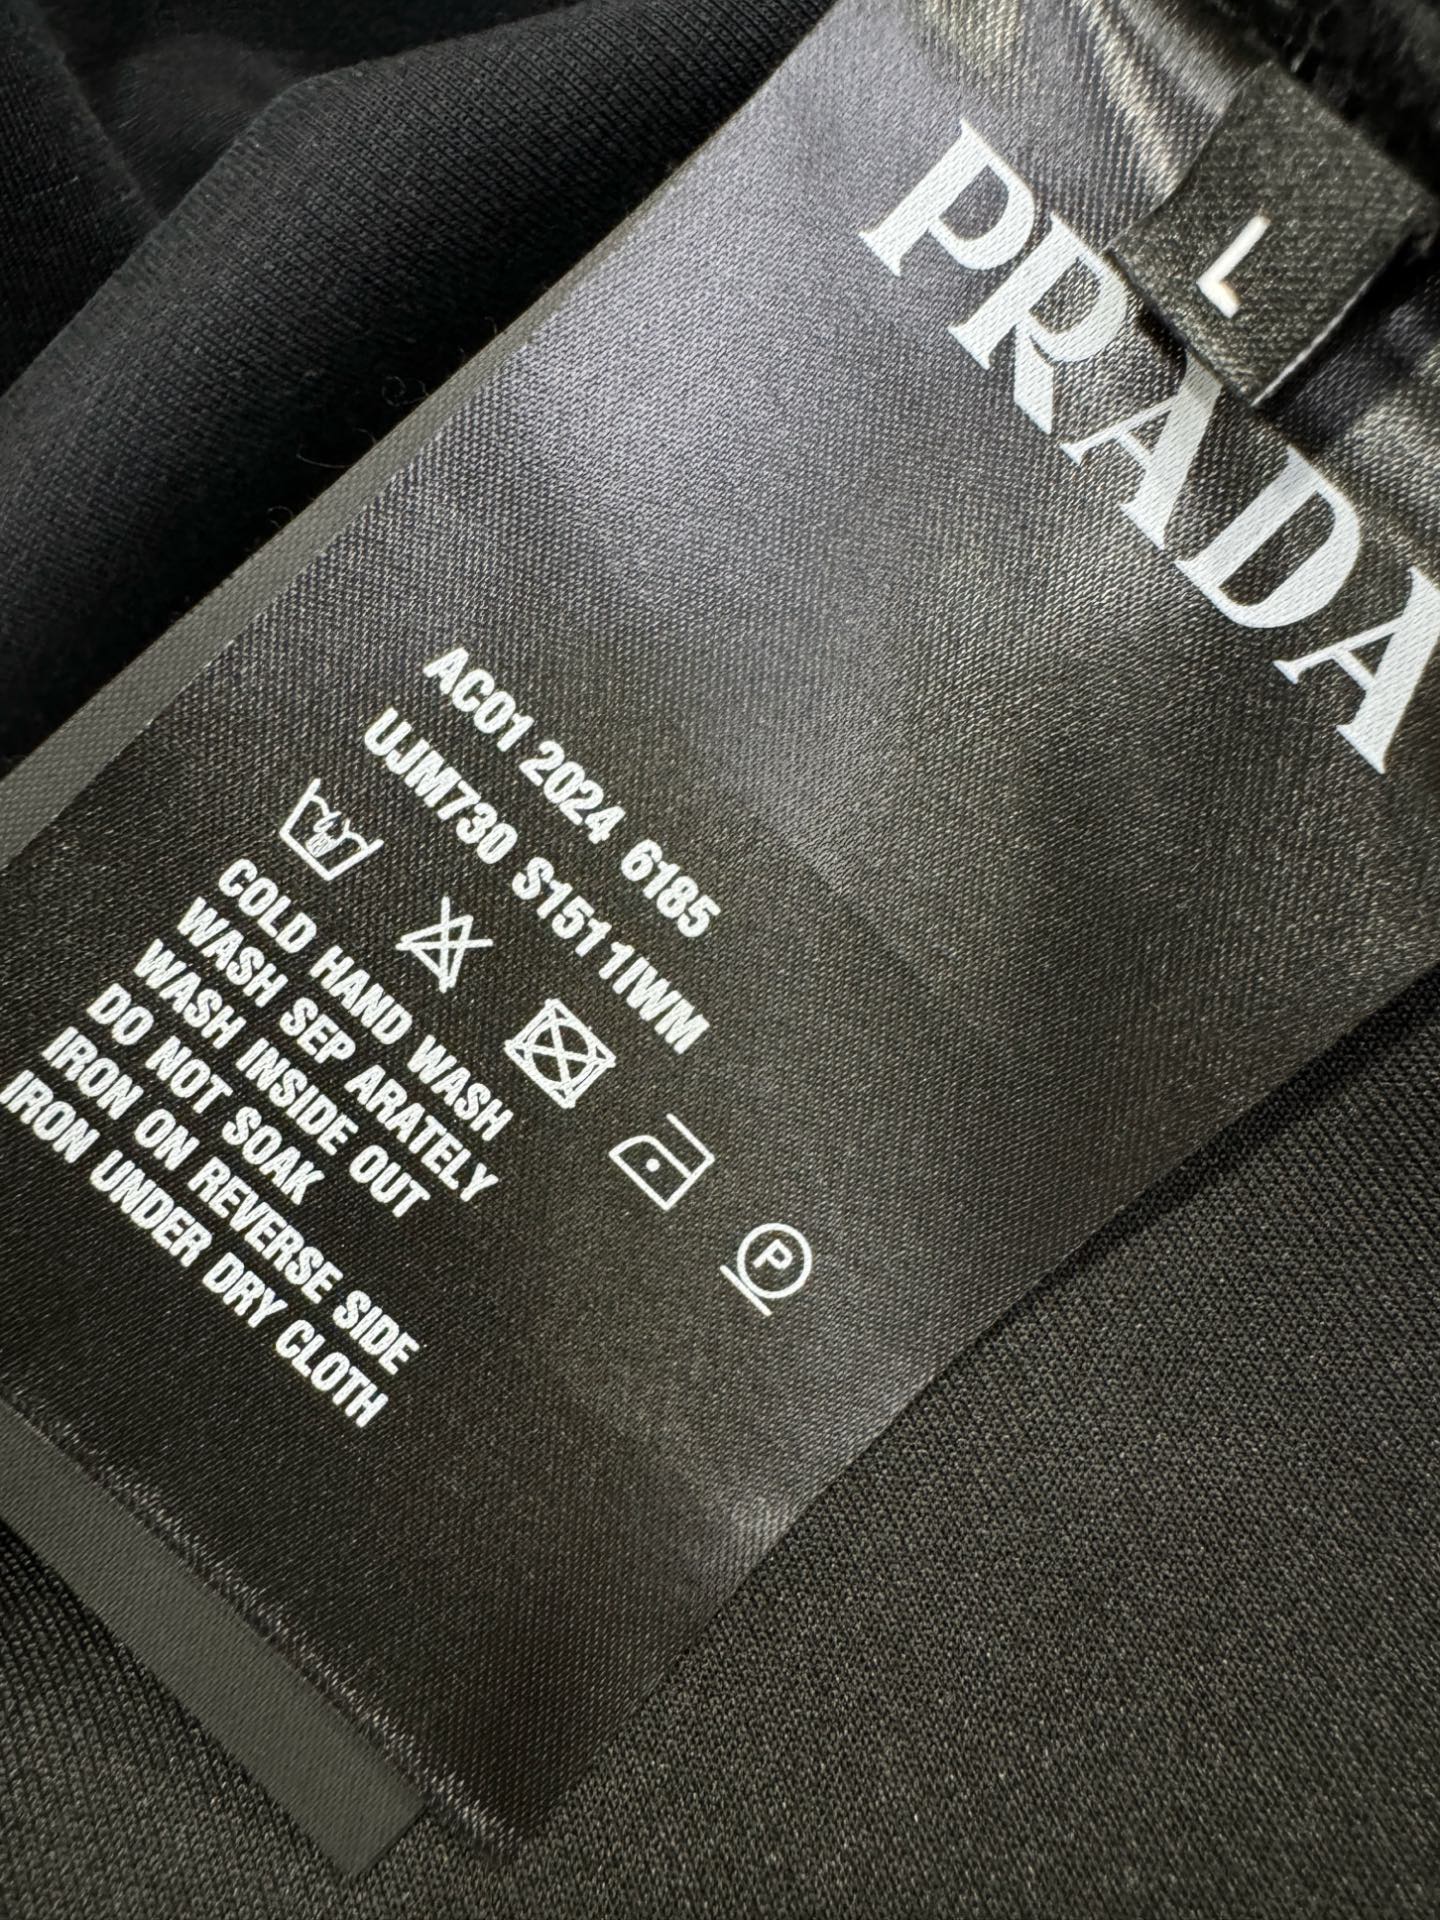 L
PRADA
AC01 2024 6185
UJM730 S151 1IWM
P
COLD HAND WASH
WASH SEP ARATELY
WASH INSIDE OUT
DO NOT SOAK
IRON ON REVERSE SIDE
IRON UNDER DRY CLOTH